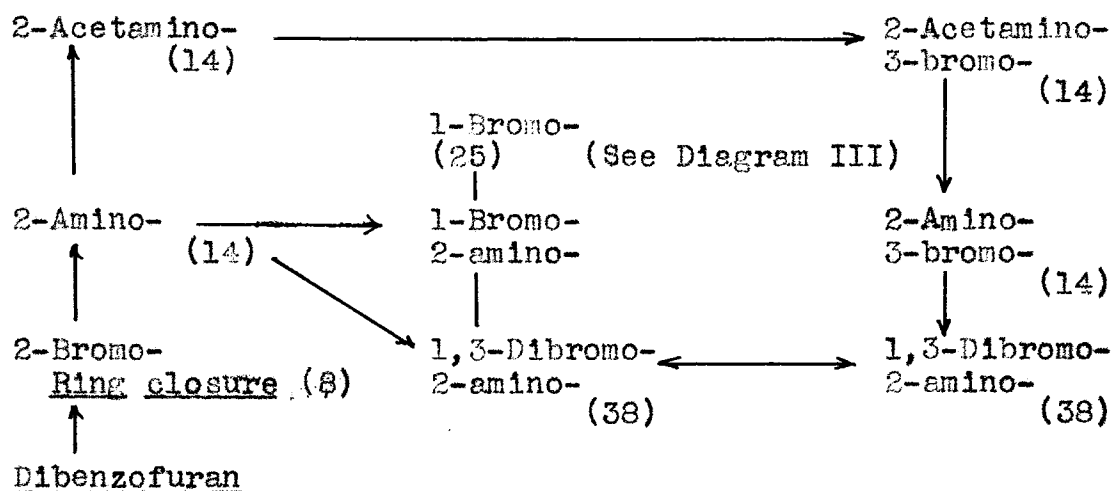 2-Acetamino-
(14)
2-Acetamino-
3-bromo-
(14)
1-Bromo-
(25) (See Diagram III)
2-Amino-
(14)
1-Bromo-
2-amino-
2-Amino-
3-bromo-
(14)
2-Bromo-
Ring closure (8)
1,3-Dibromo-
2-amino-
(38)
1,3-Dibromo-
2-amino-
(38)
Dibenzofuran